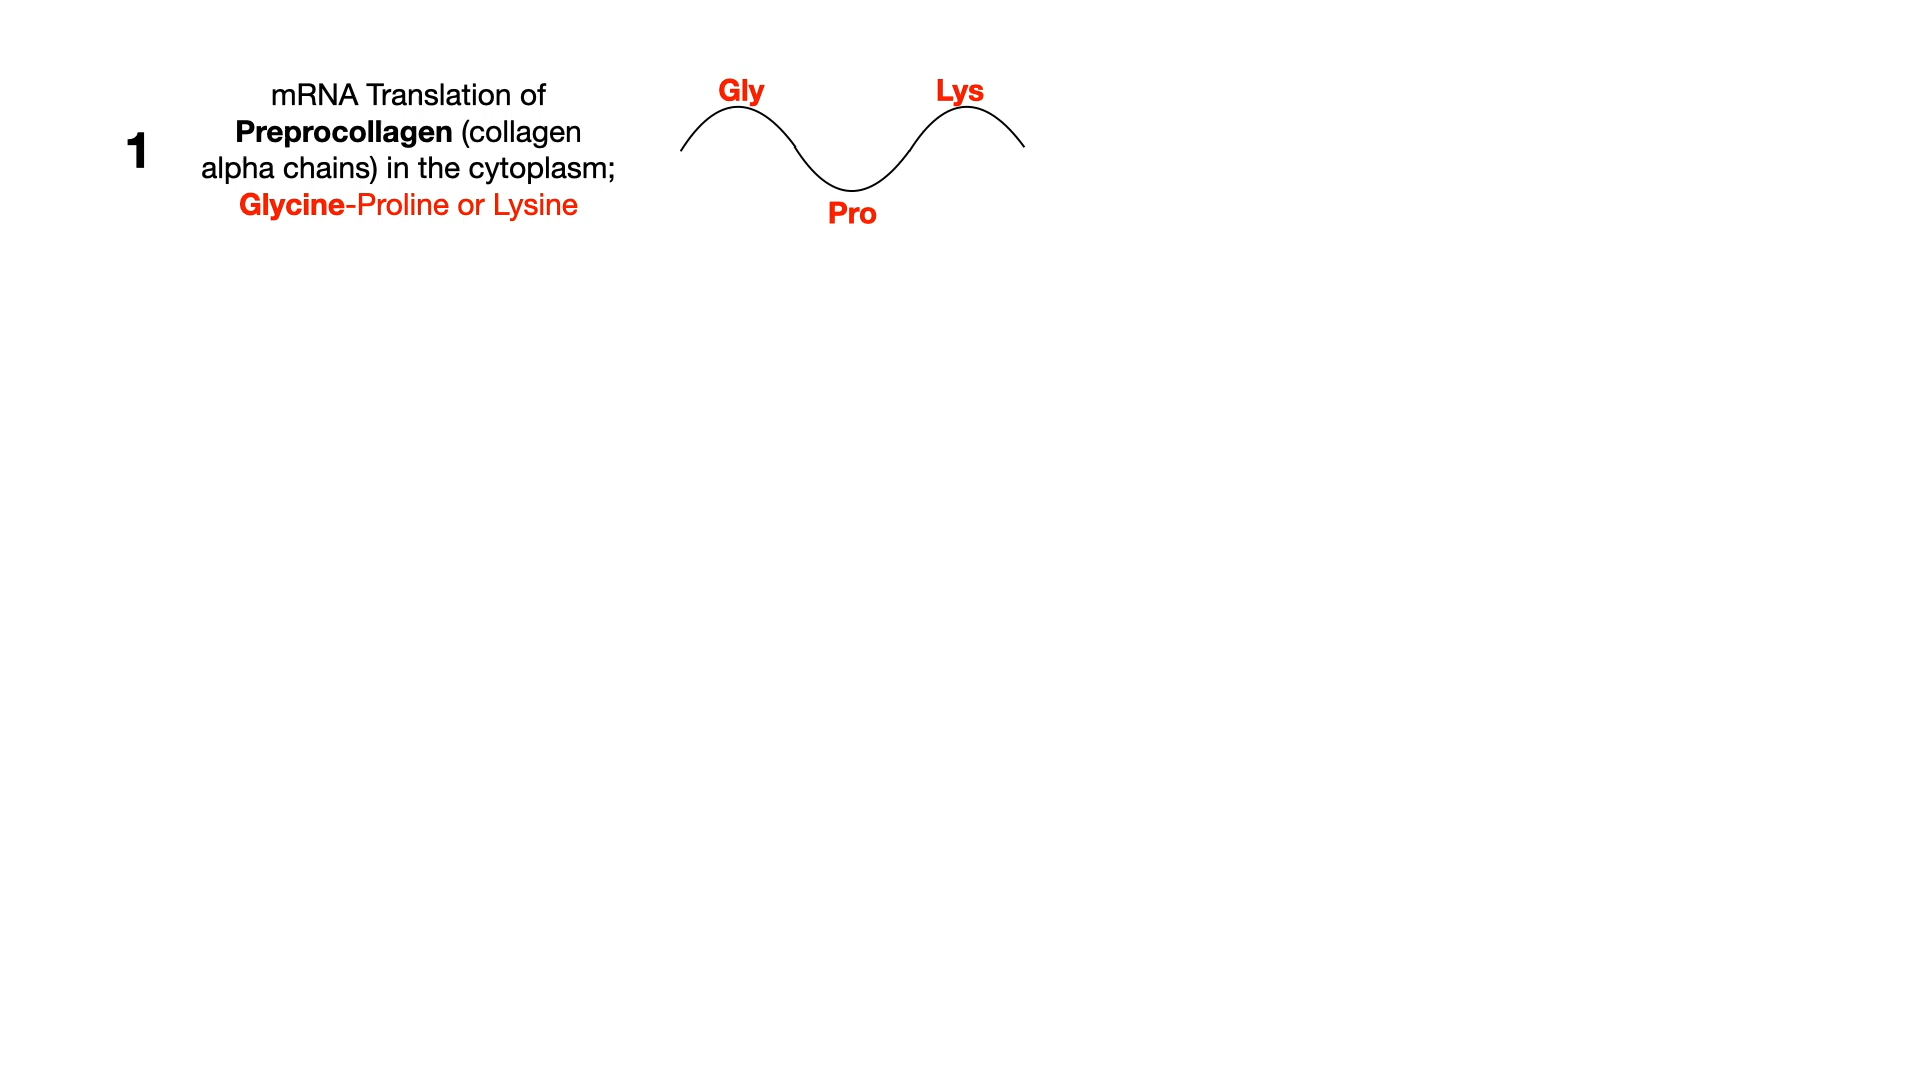 1
mRNA Translation of
Preprocollagen (collagen
alpha chains) in the cytoplasm;
Glycine-Proline or Lysine
Gly
Lys
Pro